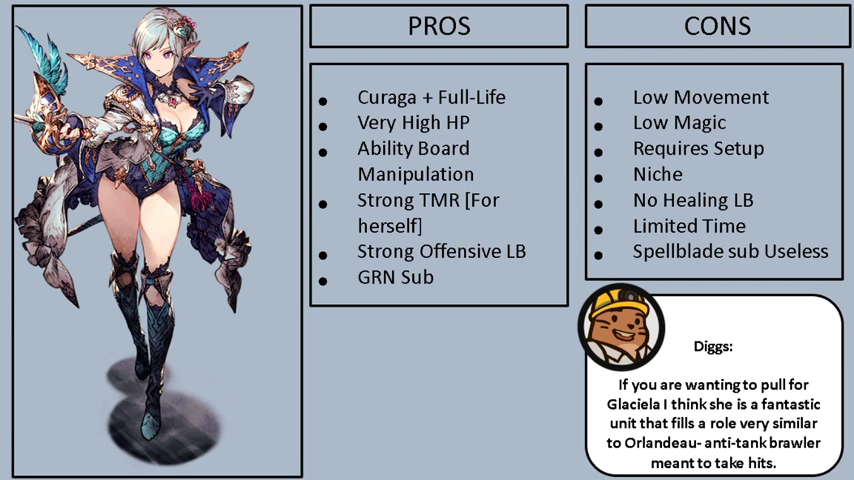 PROS
Curaga + Full-Life
Very High HP
Ability Board
Manipulation
Strong TMR [For
herself]
Strong Offensive LB
GRN Sub
CONS
Low Movement
Low Magic
Requires Setup
Niche
No Healing LB
Limited Time
Spellblade sub Useless
Diggs:
If you are wanting to pull for
Glaciela I think she is a fantastic
unit that fills a role very similar
to Orlandeau- anti-tank brawler
meant to take hits.